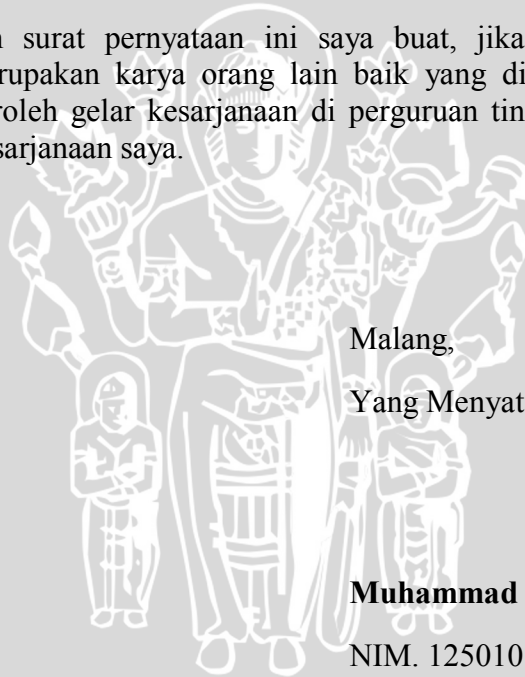 surat pernyataan ini saya buat, jika
rupakan karya orang lain baik yang di
roleh gelar kesarjanaan di perguruan tin
sarjanaan saya.
Malang,
Yang Menyat
Muhammad
NIM. 125010